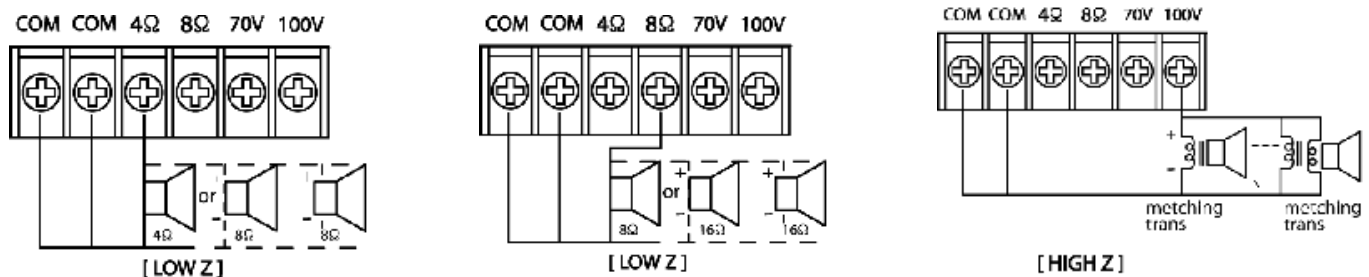 COM COM 4Ω 8Ω 70V 100V
+
or
-
4Ω 8Ω 8Ω
[ LOW Z ]
COM COM 4Ω 8Ω 70V 100V
+ +
or
- -
8Ω 16Ω 16Ω
[ LOW Z ]
COM COM 4Ω 8Ω 70V 100V
+
-
metching metching
trans trans
[ HIGH Z ]